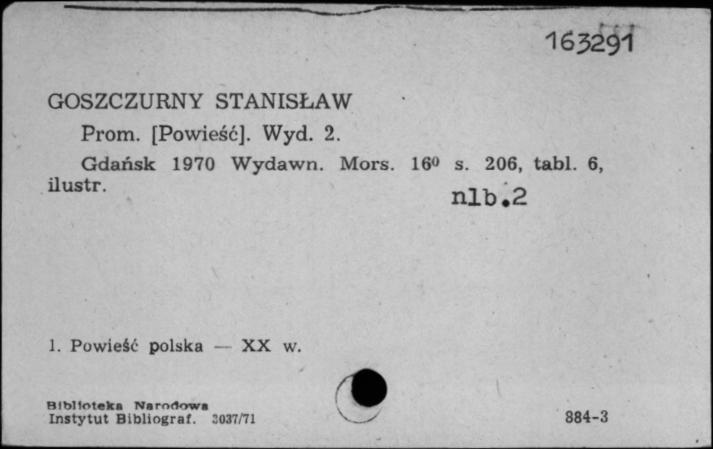 163291
GOSZCZURNY STANISŁAW
Prom. [Powieść]. Wyd. 2.
Gdańsk 1970 Wydawn. Mors. 16⁰ s. 206, tabl. 6,
ilustr.
nlb.2
1. Powieść polska — XX w.
Biblioteka Narodowa
Instytut Bibliograf. 3037/71
884-3